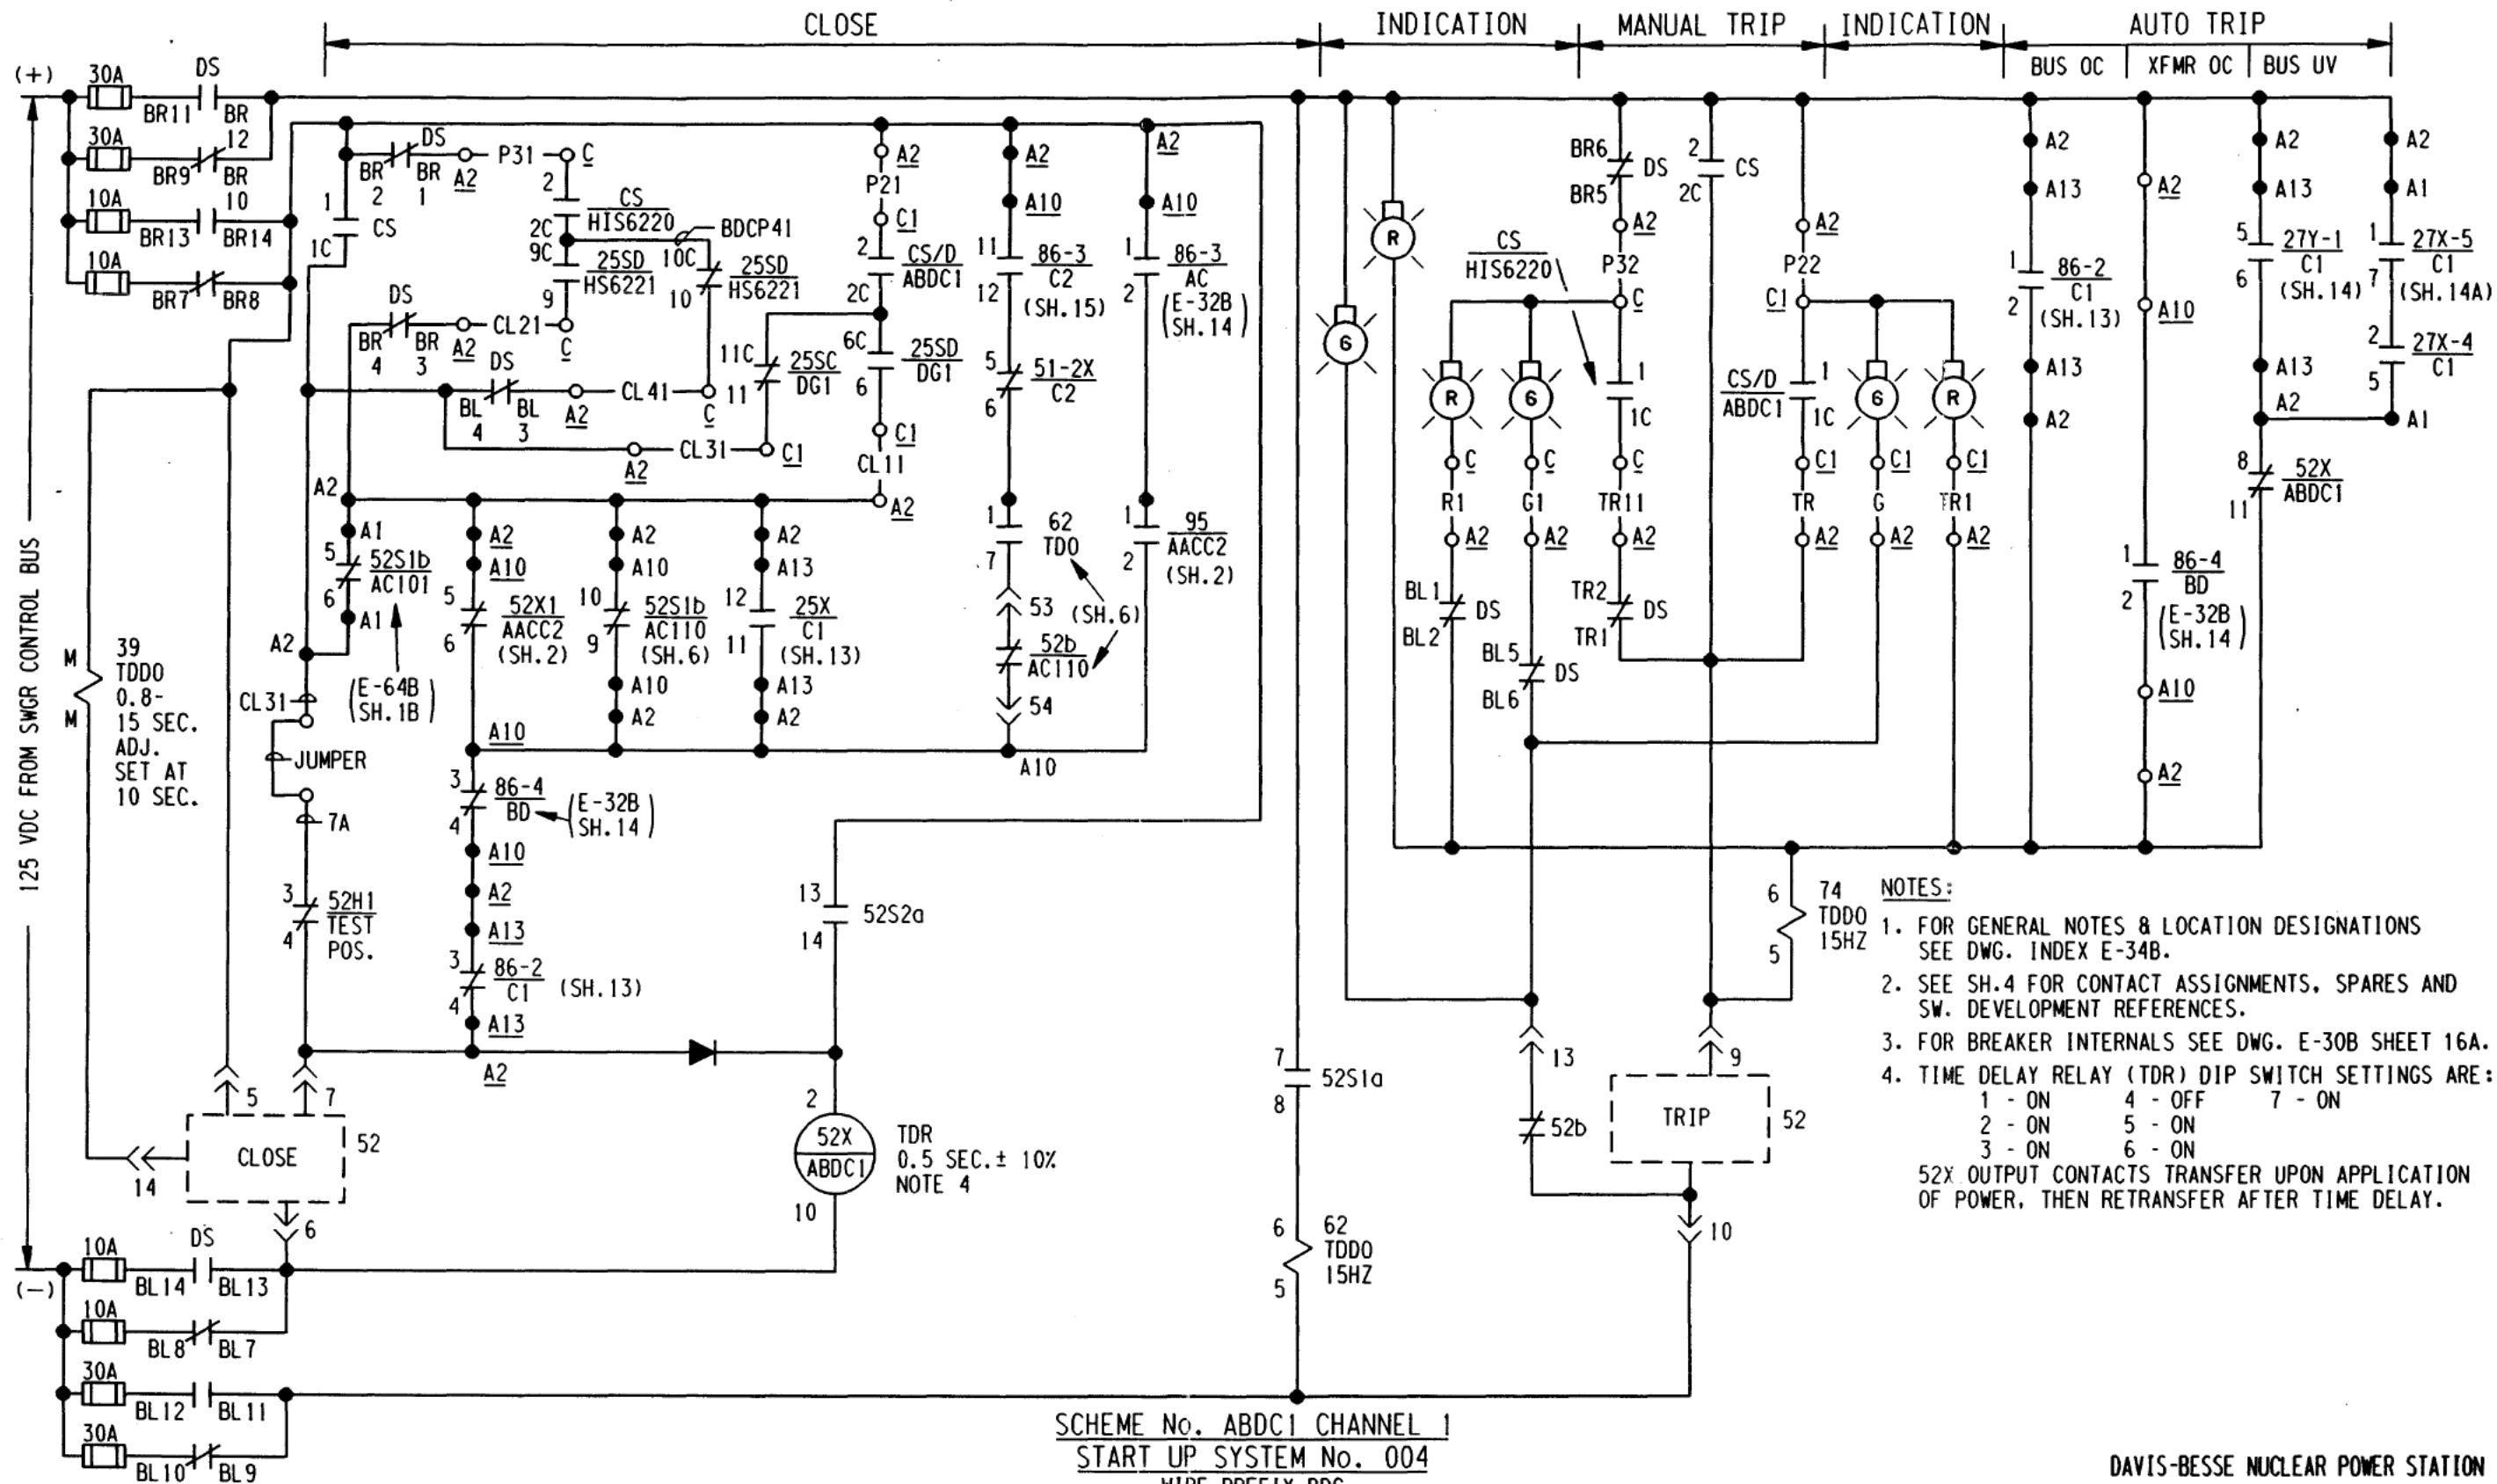 CLOSE
INDICATION
MANUAL TRIP
INDICATION
AUTO TRIP
BUS OC
XFMR OC
BUS UV
(+)
125 VDC FROM SWGR CONTROL BUS
(-)
30A
DS
BR11
BR
12
30A
BR9
BR
10
10A
BR13
BR14
10A
BR7
BR8
M
M
39
TDDO
0.8-
15 SEC.
ADJ.
SET AT
10 SEC.
1
CS
1C
DS
BR
2
BR
1
A2
P31
C
2
CS
HIS6220
2C
9C
25SD
HS6221
9
BDCP41
10C
25SD
HS6221
10
DS
BR
4
BR
3
A2
CL21
C
DS
BL
4
BL
3
A2
CL41
C
A2
CL31
C1
11C
25SC
DG1
11
A2
P21
C1
2
CS/D
ABDC1
2C
6C
25SD
DG1
6
C1
CL11
A2
A2
A10
11
86-3
C2
12
(SH.15)
5
51-2X
C2
6
1
62
TDO
7
53
(SH.6)
52b
AC110
54
A10
A2
A10
1
86-3
AC
2
(E-32B
SH.14)
1
95
AACC2
2
(SH.2)
A2
A1
5
52S1b
AC101
6
A1
A2
(E-64B
SH.1B)
CL31
JUMPER
7A
3
52H1
TEST
POS.
4
A2
A10
5
52X1
AACC2
(SH.2)
6
A10
A2
A10
10
52S1b
AC110
(SH.6)
9
A10
A2
A2
A13
12
25X
C1
(SH.13)
11
A13
A2
3
86-4
BD
4
(E-32B
SH.14)
A10
A2
A13
3
86-2
C1
(SH.13)
4
A13
A2
13
52S2a
14
2
52X
ABDC1
10
TDR
0.5 SEC.± 10%
NOTE 4
5
7
CLOSE
52
14
6
10A
DS
BL14
BL13
10A
BL8
BL7
30A
BL12
BL11
30A
BL10
BL9
7
52S1a
8
6
62
TDDO
15HZ
5
R
G
CS
HIS6220
BR6
DS
BR5
A2
P32
C
R
G
1
1C
C
C
C
R1
G1
TR11
A2
A2
A2
BL1
DS
BL2
BL5
DS
BL6
TR2
DS
TR1
2
CS
2C
A2
P22
C1
CS/D
ABDC1
1
1C
G
R
C1
C1
C1
TR
G
TR1
A2
A2
A2
13
52b
9
TRIP
52
10
6
74
TDDO
15HZ
5
A2
A13
1
86-2
C1
2
(SH.13)
A13
A2
A2
A10
1
86-4
BD
2
(E-32B
SH.14)
A10
A2
A2
A13
5
27Y-1
C1
6
(SH.14)
A13
A2
8
52X
ABDC1
11
A2
A1
1
27X-5
C1
7
(SH.14A)
2
27X-4
C1
5
A1
NOTES:
1. FOR GENERAL NOTES & LOCATION DESIGNATIONS
SEE DWG. INDEX E-34B.
2. SEE SH.4 FOR CONTACT ASSIGNMENTS, SPARES AND
SW. DEVELOPMENT REFERENCES.
3. FOR BREAKER INTERNALS SEE DWG. E-30B SHEET 16A.
4. TIME DELAY RELAY (TDR) DIP SWITCH SETTINGS ARE:
1 - ON 4 - OFF 7 - ON
2 - ON 5 - ON
3 - ON 6 - ON
52X OUTPUT CONTACTS TRANSFER UPON APPLICATION
OF POWER, THEN RETRANSFER AFTER TIME DELAY.
SCHEME No. ABDC1 CHANNEL 1
START UP SYSTEM No. 004
DAVIS-BESSE NUCLEAR POWER STATION